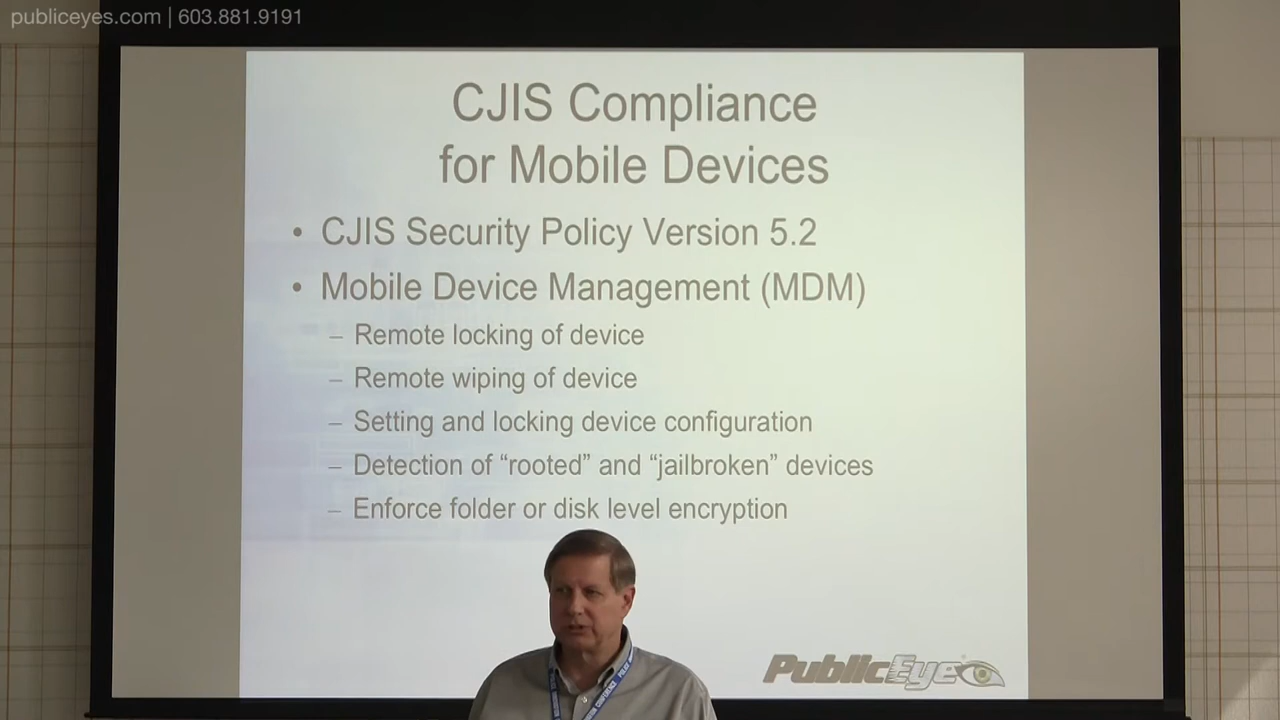 publiceyes.com | 603.881.9191
CJIS Compliance
for Mobile Devices
• CJIS Security Policy Version 5.2
• Mobile Device Management (MDM)
– Remote locking of device
– Remote wiping of device
– Setting and locking device configuration
– Detection of “rooted” and “jailbroken” devices
– Enforce folder or disk level encryption
PublicEye